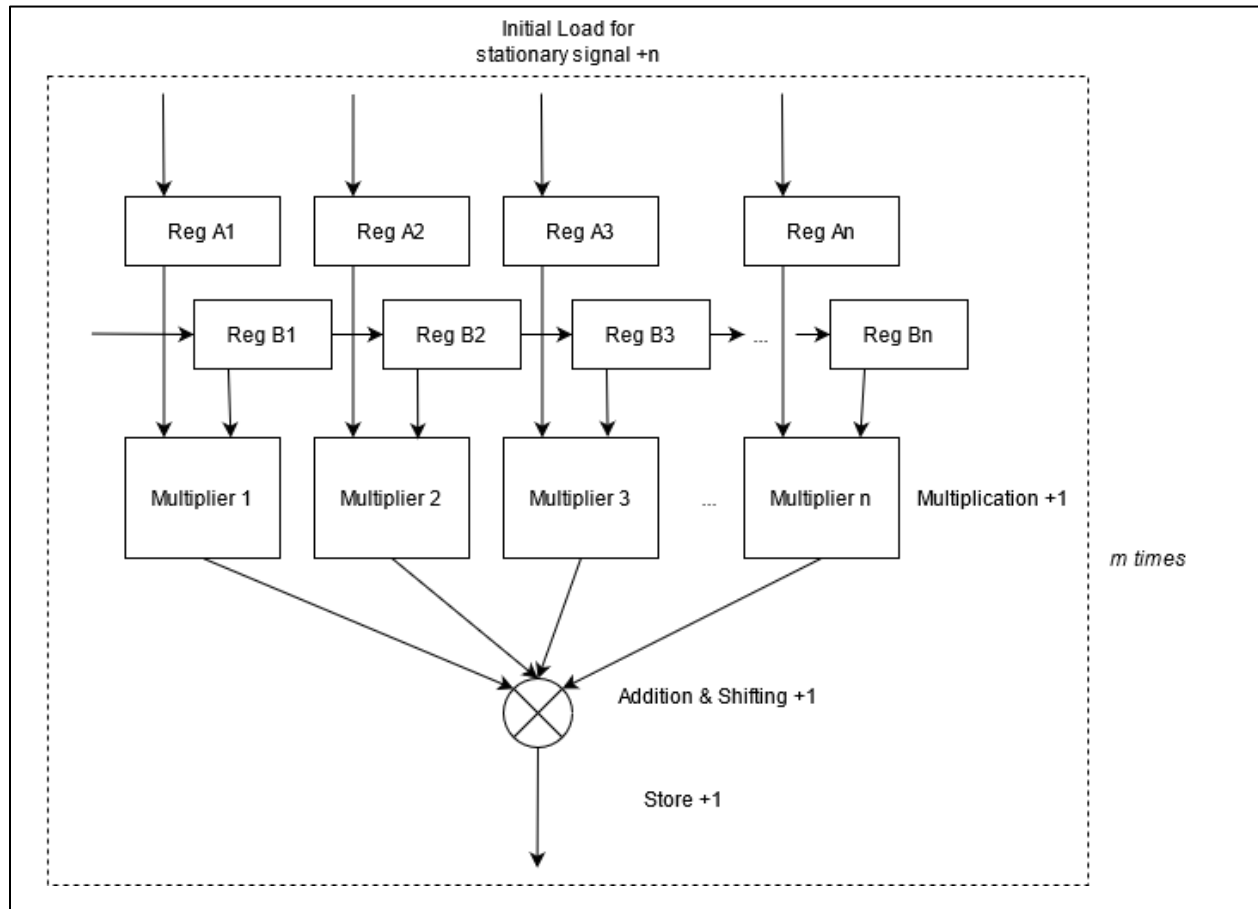 Initial Load for
stationary signal +n
Reg A1
Reg A2
Reg A3
Reg An
Reg B1
Reg B2
Reg B3
...
Reg Bn
Multiplier 1
Multiplier 2
Multiplier 3
...
Multiplier n
Multiplication +1
m times
Addition & Shifting +1
Store +1